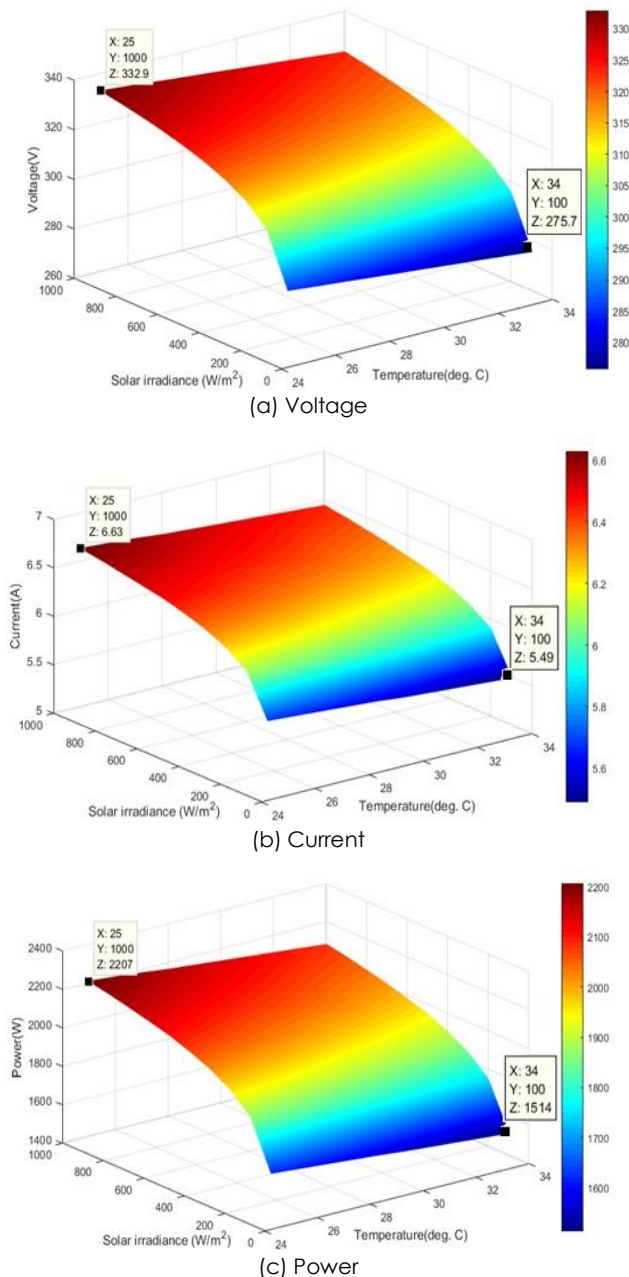 X: 25
Y: 1000
Z: 332.9
340
320
300
280
260
Voltage(V)
1000
800
600
400
200
0
Solar irradiance (W/m²)
24
26
28
30
32
34
Temperature(deg. C)
X: 34
Y: 100
Z: 275.7
330
325
320
315
310
305
300
295
290
285
280
(a) Voltage
X: 25
Y: 1000
Z: 6.63
7
6.5
6
5.5
5
Current(A)
1000
800
600
400
200
0
Solar irradiance (W/m²)
24
26
28
30
32
34
Temperature(deg. C)
X: 34
Y: 100
Z: 5.49
6.6
6.4
6.2
6
5.8
5.6
(b) Current
X: 25
Y: 1000
Z: 2207
2400
2200
2000
1800
1600
1400
Power(W)
1000
800
600
400
200
0
Solar irradiance (W/m²)
24
26
28
30
32
34
Temperature(deg. C)
X: 34
Y: 100
Z: 1514
2200
2100
2000
1900
1800
1700
1600
(c) Power